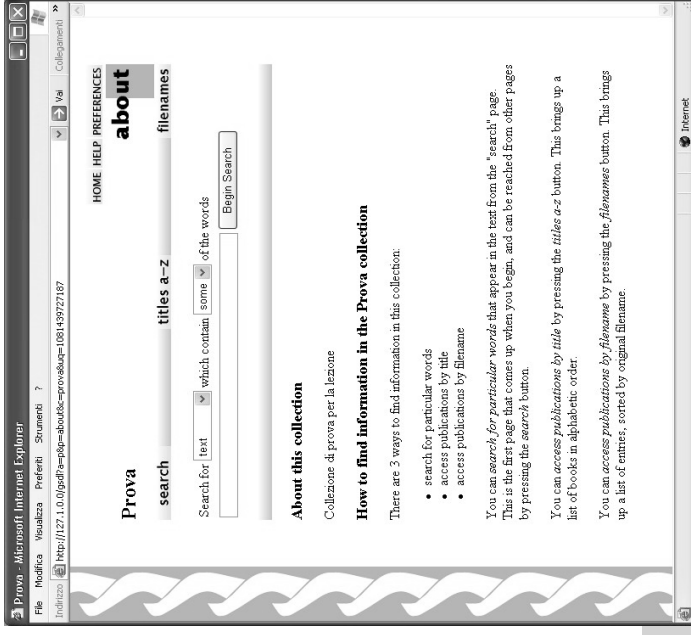 Prova - Microsoft Internet Explorer
File Modifica Visualizza Preferiti Strumenti ?
Indirizzo http://127.1.0.0/gsdl?a=p&p=about&c=prova&uq=1081439727187 Vai Collegamenti »
HOME HELP PREFERENCES
Prova about
search titles a-z filenames
Search for text which contain some of the words
Begin Search
About this collection
Collezione di prova per la lezione
How to find information in the Prova collection
There are 3 ways to find information in this collection:
• search for particular words
• access publications by title
• access publications by filename
You can search for particular words that appear in the text from the "search" page.
This is the first page that comes up when you begin, and can be reached from other pages
by pressing the search button.
You can access publications by title by pressing the titles a-z button. This brings up a
list of books in alphabetic order.
You can access publications by filename by pressing the filenames button. This brings
up a list of entries, sorted by original filename.
Internet